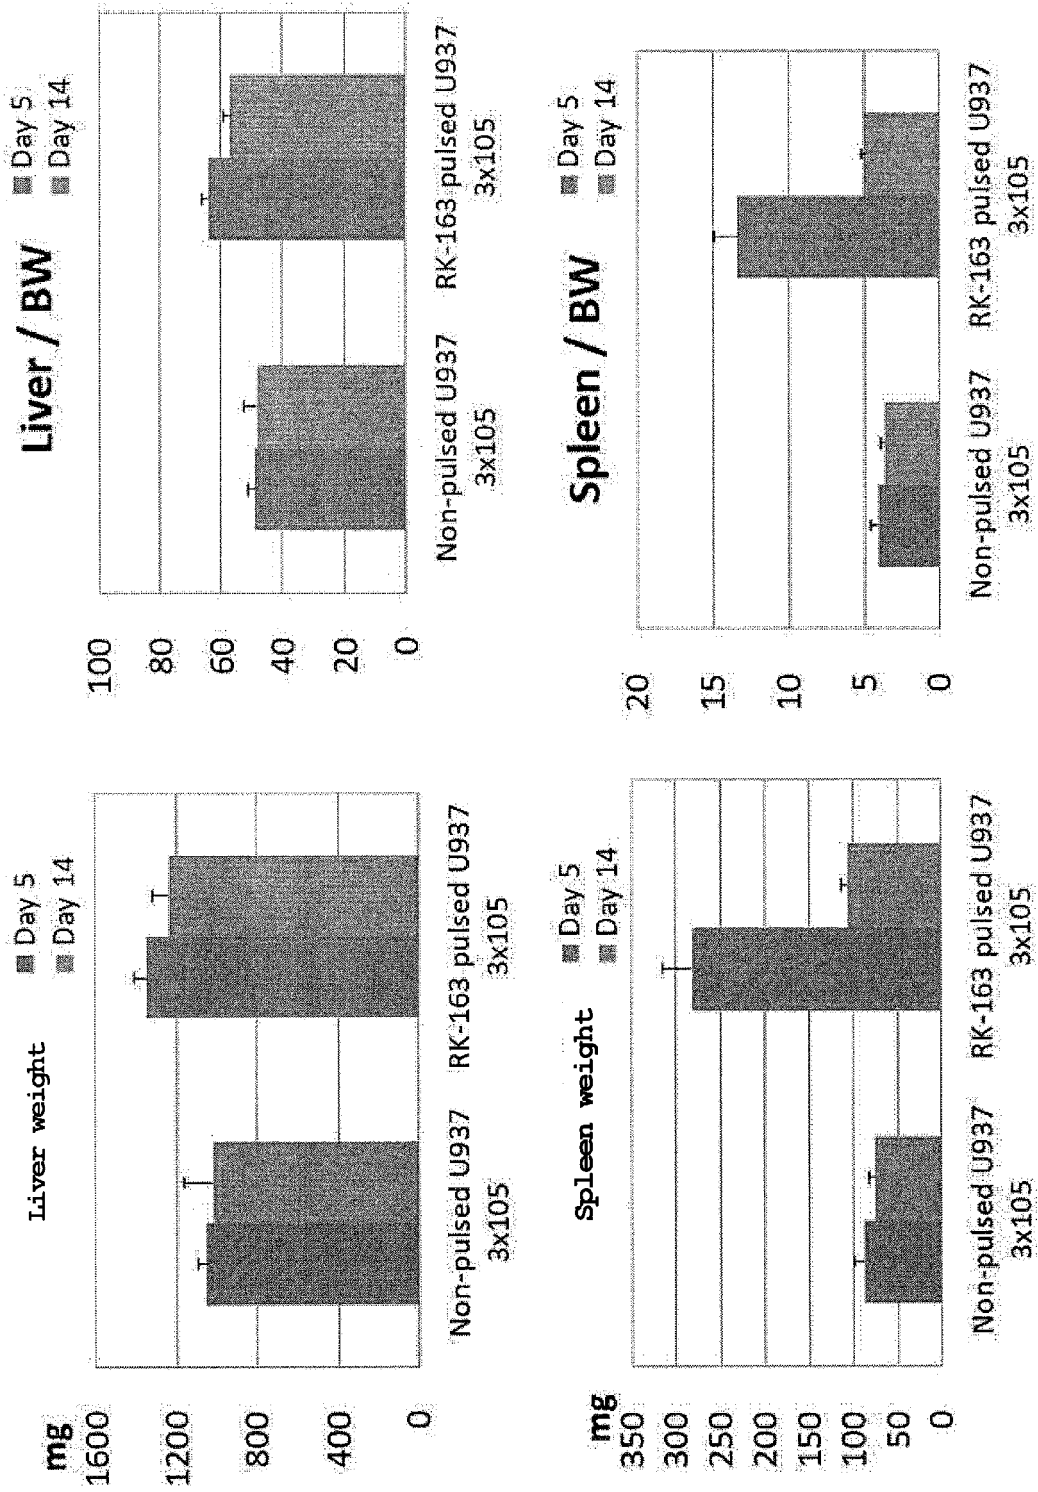 Liver weight
Day 5
Day 14
mg
1600
1200
800
400
0
Non-pulsed U937
3x105
RK-163 pulsed U937
3x105
Liver / BW
Day 5
Day 14
100
80
60
40
20
0
Non-pulsed U937
3x105
RK-163 pulsed U937
3x105
Spleen weight
Day 5
Day 14
mg
350
300
250
200
150
100
50
0
Non-pulsed U937
3x105
RK-163 pulsed U937
3x105
Spleen / BW
Day 5
Day 14
20
15
10
5
0
Non-pulsed U937
3x105
RK-163 pulsed U937
3x105